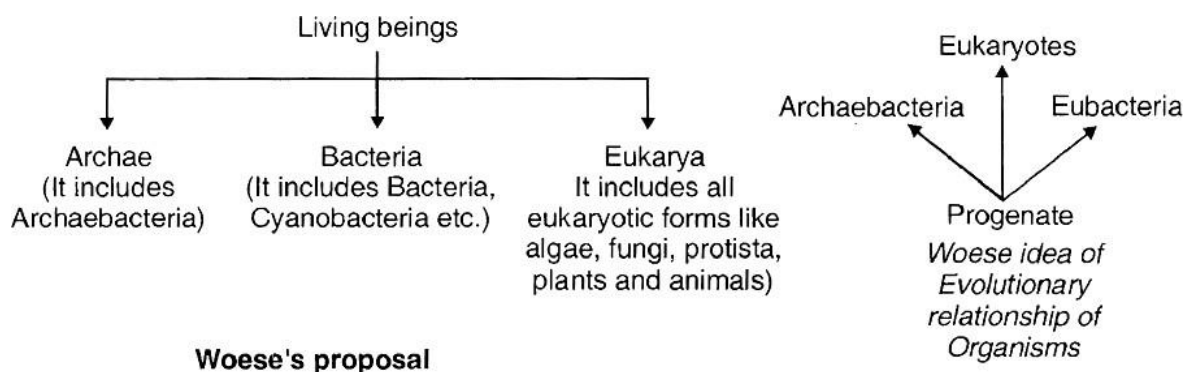 Living beings
Archae
(It includes
Archaebacteria)
Bacteria
(It includes Bacteria,
Cyanobacteria etc.)
Eukarya
It includes all
eukaryotic forms like
algae, fungi, protista,
plants and animals)
Woese's proposal
Eukaryotes
Archaebacteria
Eubacteria
Progenate
Woese idea of
Evolutionary
relationship of
Organisms